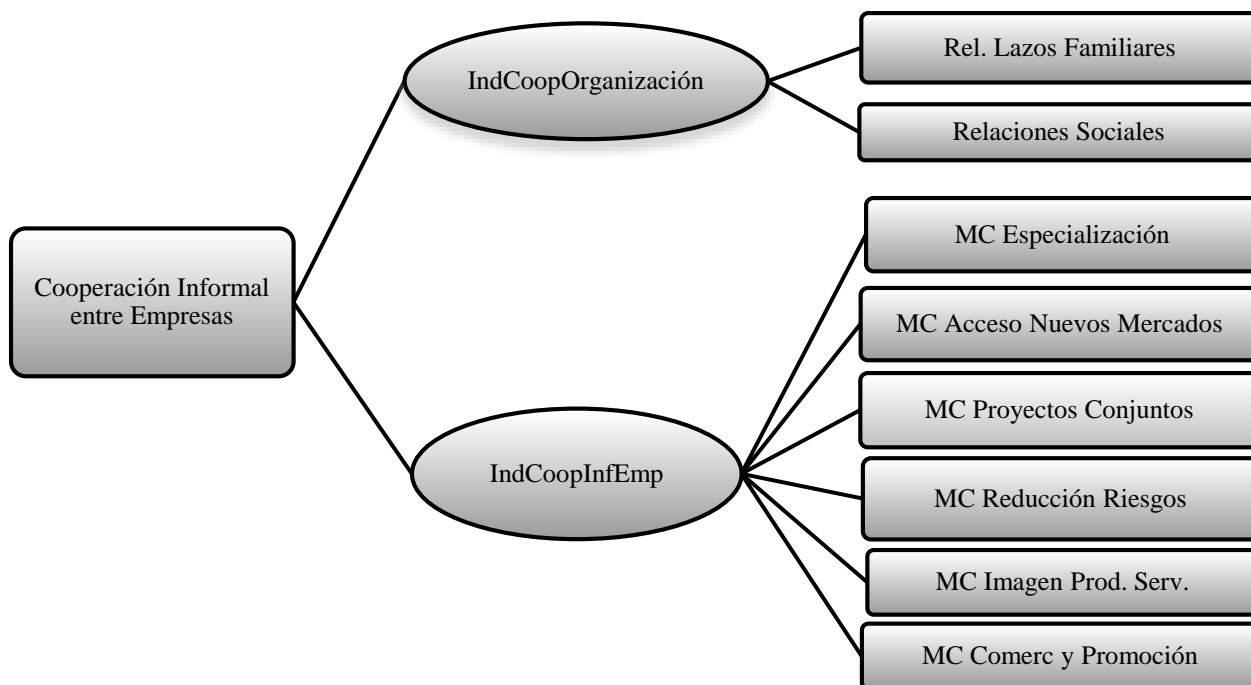 Cooperación Informal
entre Empresas
IndCoopOrganización
Rel. Lazos Familiares
Relaciones Sociales
IndCoopInfEmp
MC Especialización
MC Acceso Nuevos Mercados
MC Proyectos Conjuntos
MC Reducción Riesgos
MC Imagen Prod. Serv.
MC Comerc y Promoción